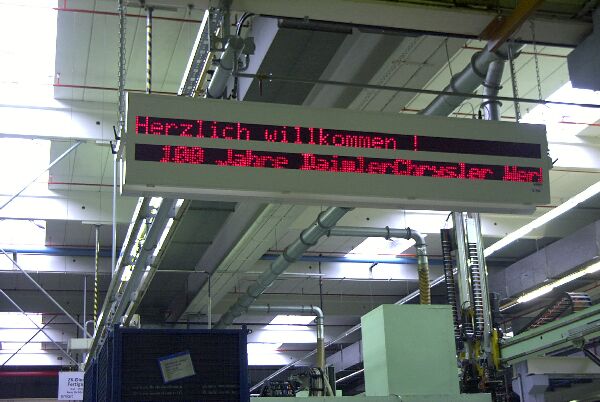 Herzlich willkommen !
100 Jahre DaimlerChrysler Werk